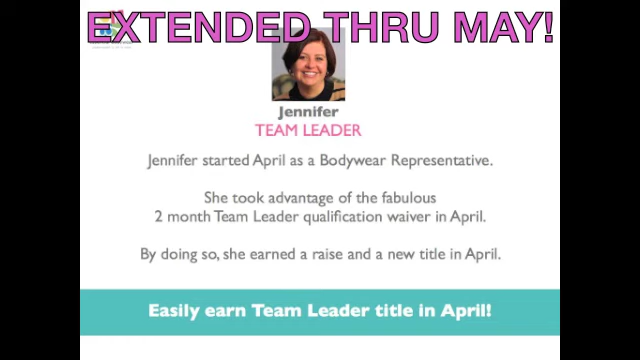 EXTENDED THRU MAY!
Jennifer
TEAM LEADER
Jennifer started April as a Bodywear Representative.
She took advantage of the fabulous
2 month Team Leader qualification waiver in April.
By doing so, she earned a raise and a new title in April.
Easily earn Team Leader title in April!